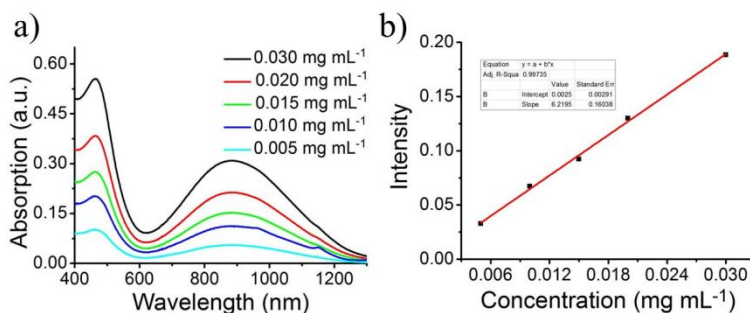 a)
0.60
0.45
0.30
0.15
0.00
Absorption (a.u.)
0.030 mg mL⁻¹
0.020 mg mL⁻¹
0.015 mg mL⁻¹
0.010 mg mL⁻¹
0.005 mg mL⁻¹
400 600 800 1000 1200
Wavelength (nm)
b)
0.20
0.15
0.10
0.05
0.00
Intensity
Equation y = a + b*x
Adj. R-Squa 0.99735
Value Standard Err
B Intercept 0.0025 0.00291
B Slope 6.2195 0.16038
0.006 0.012 0.018 0.024 0.030
Concentration (mg mL⁻¹)